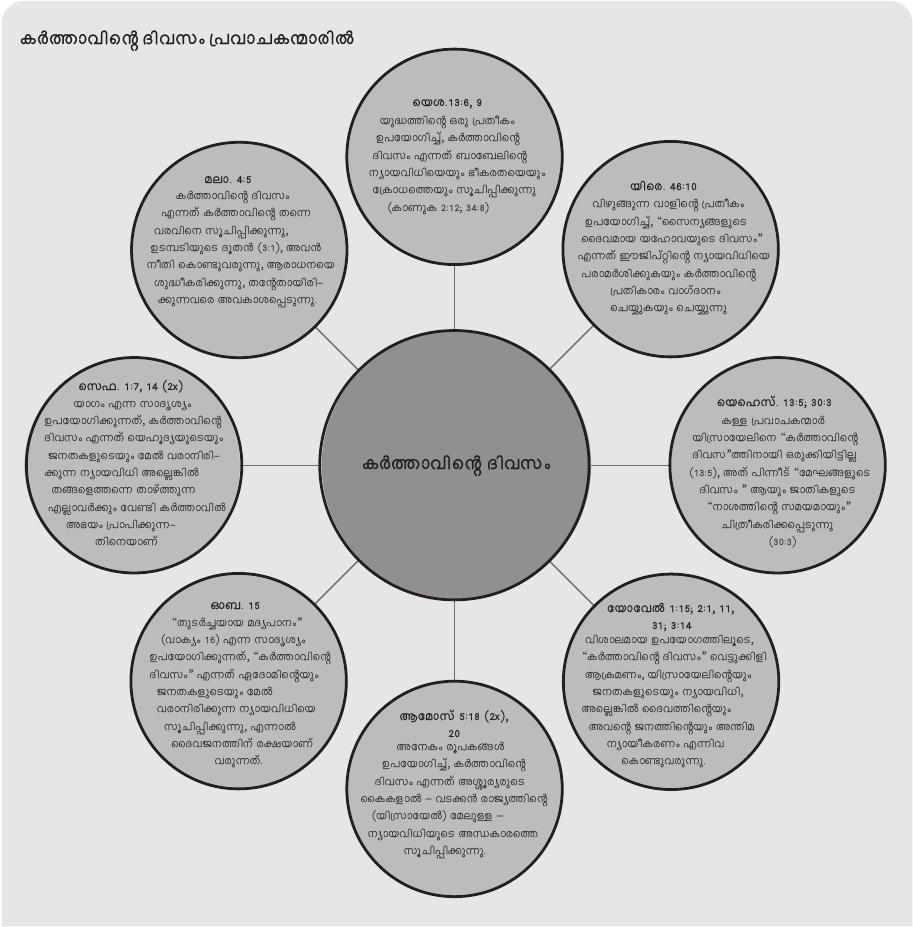 കർത്താവിന്റെ ദിവസം പ്രവാചകന്മാരിൽ
യെശ.13:6, 9
യുദ്ധത്തിന്റെ ഒരു പ്രതീകം
ഉപയോഗിച്ച്, കർത്താവിന്റെ
ദിവസം എന്നത് ബാബേലിന്റെ
ന്യായവിധിയെയും ഭീകരതയെയും
ക്രോധത്തെയും സൂചിപ്പിക്കുന്നു
(കാണുക 2:12; 34:8)
യിരെ. 46:10
വിഴുങ്ങുന്ന വാളിന്റെ പ്രതീകം
ഉപയോഗിച്ച്, “സൈന്യങ്ങളുടെ
ദൈവമായ യഹോവയുടെ ദിവസം”
എന്നത് ഈജിപ്റ്റിന്റെ ന്യായവിധിയെ
പരാമർശിക്കുകയും കർത്താവിന്റെ
പ്രതികാരം വാഗ്ദാനം
ചെയ്യുകയും ചെയ്യുന്നു
യെഹെസ്. 13:5; 30:3
കള്ള പ്രവാചകന്മാർ
യിസ്രായേലിനെ “കർത്താവിന്റെ
ദിവസ”ത്തിനായി ഒരുക്കിയിട്ടില്ല
(13:5), അത് പിന്നീട് “മേഘങ്ങളുടെ
ദിവസം ” ആയും ജാതികളുടെ
“നാശത്തിന്റെ സമയമായും”
ചിത്രീകരിക്കപ്പെടുന്നു
(30:3)
യോവേൽ 1:15; 2:1, 11,
31; 3:14
വിശാലമായ ഉപയോഗത്തിലൂടെ,
“കർത്താവിന്റെ ദിവസം” വെട്ടുക്കിളി
ആക്രമണം, യിസ്രായേലിന്റെയും
ജനതകളുടെയും ന്യായവിധി,
അല്ലെങ്കിൽ ദൈവത്തിന്റെയും
അവന്റെ ജനത്തിന്റെയും അന്തിമ
ന്യായീകരണം എന്നിവ
കൊണ്ടുവരുന്നു.
ആമോസ് 5:18 (2x),
20
അനേകം രൂപകങ്ങൾ
ഉപയോഗിച്ച്, കർത്താവിന്റെ
ദിവസം എന്നത് അശ്ശൂര്യരുടെ
കൈകളാൽ – വടക്കൻ രാജ്യത്തിന്റെ
(യിസ്രായേൽ) മേലുള്ള –
ന്യായവിധിയുടെ അന്ധകാരത്തെ
സൂചിപ്പിക്കുന്നു.
ഓബ. 15
“തുടർച്ചയായ മദ്യപാനം”
(വാക്യം 16) എന്ന സാദൃശ്യം
ഉപയോഗിക്കുന്നത്, “കർത്താവിന്റെ
ദിവസം” എന്നത് ഏദോമിന്റെയും
ജനതകളുടെയും മേൽ
വരാനിരിക്കുന്ന ന്യായവിധിയെ
സൂചിപ്പിക്കുന്നു, എന്നാൽ
ദൈവജനത്തിന് രക്ഷയാണ്
വരുന്നത്.
സെഫ. 1:7, 14 (2x)
യാഗം എന്ന സാദൃശ്യം
ഉപയോഗിക്കുന്നത്, കർത്താവിന്റെ
ദിവസം എന്നത് യെഹൂദ്യയുടെയും
ജനതകളുടെയും മേൽ വരാനിരി–
ക്കുന്ന ന്യായവിധി അല്ലെങ്കിൽ
തങ്ങളെത്തന്നെ താഴ്ത്തുന്ന
എല്ലാവർക്കും വേണ്ടി കർത്താവിൽ
അഭയം പ്രാപിക്കുന്ന–
തിനെയാണ്
മലാ. 4:5
കർത്താവിന്റെ ദിവസം
എന്നത് കർത്താവിന്റെ തന്നെ
വരവിനെ സൂചിപ്പിക്കുന്നു,
ഉടമ്പടിയുടെ ദൂതൻ (3:1), അവൻ
നീതി കൊണ്ടുവരുന്നു, ആരാധനയെ
ശുദ്ധീകരിക്കുന്നു, തന്റേതായിരി–
ക്കുന്നവരെ അവകാശപ്പെടുന്നു.
കർത്താവിന്റെ ദിവസം